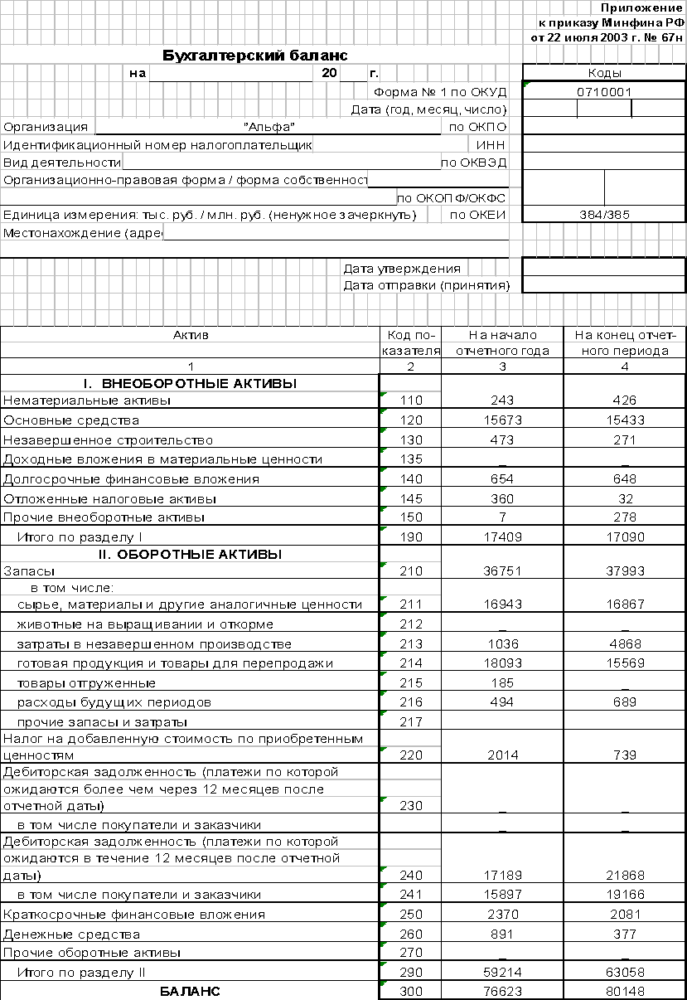 Приложение
к приказу Минфина РФ
от 22 июля 2003 г. № 67н
Бухгалтерский баланс
на 20 г.
Коды
Форма № 1 по ОКУД 0710001
Дата (год, месяц, число)
Организация "Альфа" по ОКПО
Идентификационный номер налогоплательщик ИНН
Вид деятельности по ОКВЭД
Организационно-правовая форма / форма собственност
по ОКОПФ/ОКФС
Единица измерения: тыс. руб. / млн. руб. (ненужное зачеркнуть) по ОКЕИ 384/385
Местонахождение (адре
Дата утверждения
Дата отправки (принятия)
Актив Код по- На начало На конец отчет-
казателя отчетного года ного периода
1 2 3 4
I. ВНЕОБОРОТНЫЕ АКТИВЫ
Нематериальные активы 110 243 426
Основные средства 120 15673 15433
Незавершенное строительство 130 473 271
Доходные вложения в материальные ценности 135 _ _
Долгосрочные финансовые вложения 140 654 648
Отложенные налоговые активы 145 360 32
Прочие внеоборотные активы 150 7 278
Итого по разделу I 190 17409 17090
II. ОБОРОТНЫЕ АКТИВЫ
Запасы 210 36751 37993
в том числе:
сырье, материалы и другие аналогичные ценности 211 16943 16867
животные на выращивании и откорме 212 _ _
затраты в незавершенном производстве 213 1036 4868
готовая продукция и товары для перепродажи 214 18093 15569
товары отгруженные 215 185 _
расходы будущих периодов 216 494 689
прочие запасы и затраты 217
Налог на добавленную стоимость по приобретенным
ценностям 220 2014 739
Дебиторская задолженность (платежи по которой
ожидаются более чем через 12 месяцев после
отчетной даты) 230 _ _
в том числе покупатели и заказчики _ _
Дебиторская задолженность (платежи по которой
ожидаются в течение 12 месяцев после отчетной
даты) 240 17189 21868
в том числе покупатели и заказчики 241 15897 19166
Краткосрочные финансовые вложения 250 2370 2081
Денежные средства 260 891 377
Прочие оборотные активы 270 _ _
Итого по разделу II 290 59214 63058
БАЛАНС 300 76623 80148